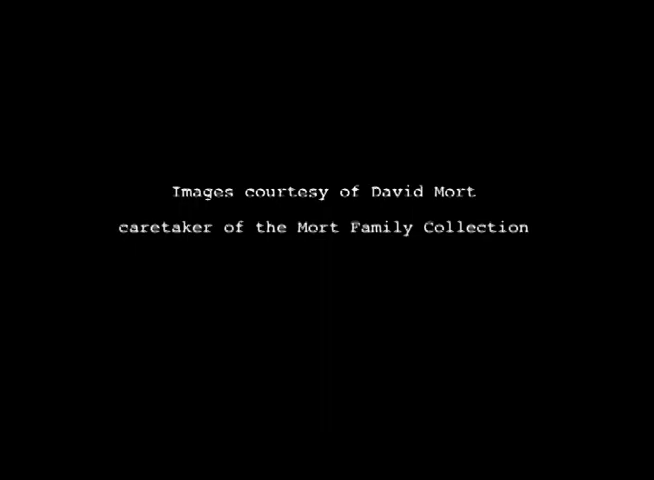 Images courtesy of David Mort
caretaker of the Mort Family Collection